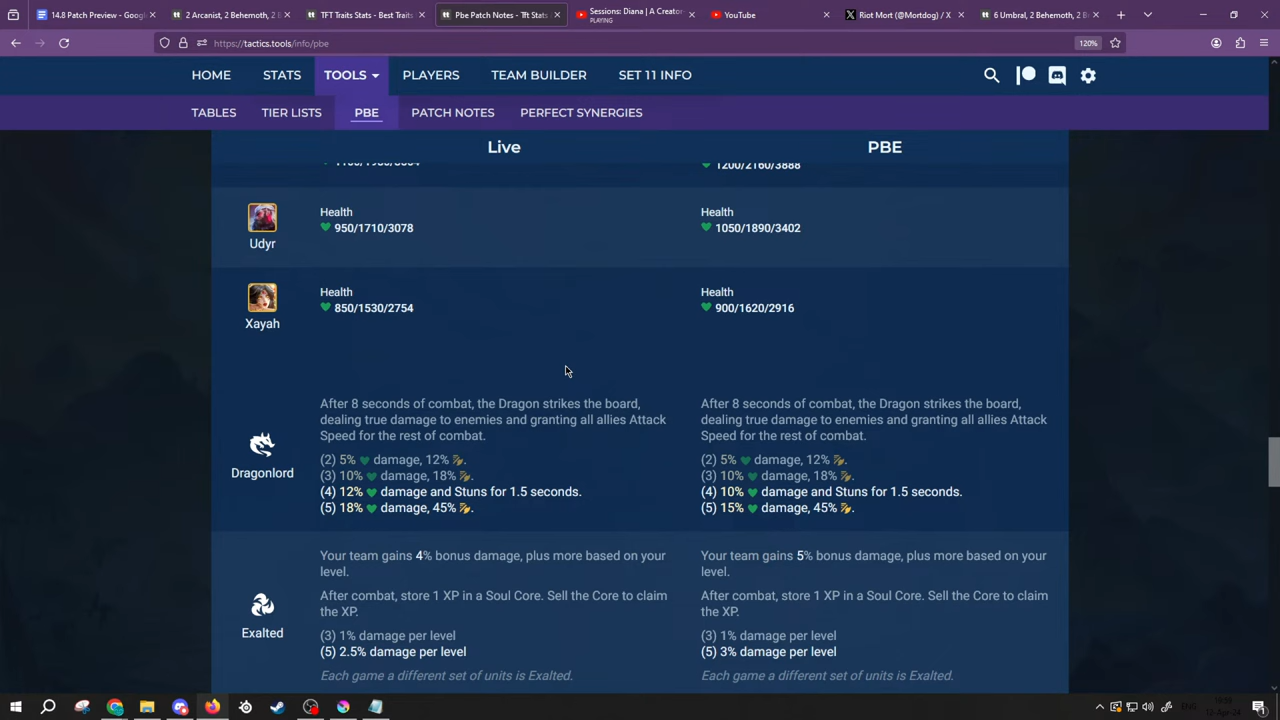 14.8 Patch Preview - Googl
2 Arcanist, 2 Behemoth, 2 B
TFT Traits Stats - Best Traits
Pbe Patch Notes - Tft Stats
Sessions: Diana | A Creator-
PLAYING
YouTube
Riot Mort (@Mortdog) / X
6 Umbral, 2 Behemoth, 2 Br
https://tactics.tools/info/pbe
120%
HOME
STATS
TOOLS
PLAYERS
TEAM BUILDER
SET 11 INFO
TABLES
TIER LISTS
PBE
PATCH NOTES
PERFECT SYNERGIES
Live
PBE
1200/2160/3888
Udyr
Health
950/1710/3078
Health
1050/1890/3402
Xayah
Health
850/1530/2754
Health
900/1620/2916
Dragonlord
After 8 seconds of combat, the Dragon strikes the board,
dealing true damage to enemies and granting all allies Attack
Speed for the rest of combat.
(2) 5% damage, 12% .
(3) 10% damage, 18% .
(4) 12% damage and Stuns for 1.5 seconds.
(5) 18% damage, 45% .
After 8 seconds of combat, the Dragon strikes the board,
dealing true damage to enemies and granting all allies Attack
Speed for the rest of combat.
(2) 5% damage, 12% .
(3) 10% damage, 18% .
(4) 10% damage and Stuns for 1.5 seconds.
(5) 15% damage, 45% .
Exalted
Your team gains 4% bonus damage, plus more based on your
level.
After combat, store 1 XP in a Soul Core. Sell the Core to claim
the XP.
(3) 1% damage per level
(5) 2.5% damage per level
Each game a different set of units is Exalted.
Your team gains 5% bonus damage, plus more based on your
level.
After combat, store 1 XP in a Soul Core. Sell the Core to claim
the XP.
(3) 1% damage per level
(5) 3% damage per level
Each game a different set of units is Exalted.
ENG
12-Apr-24